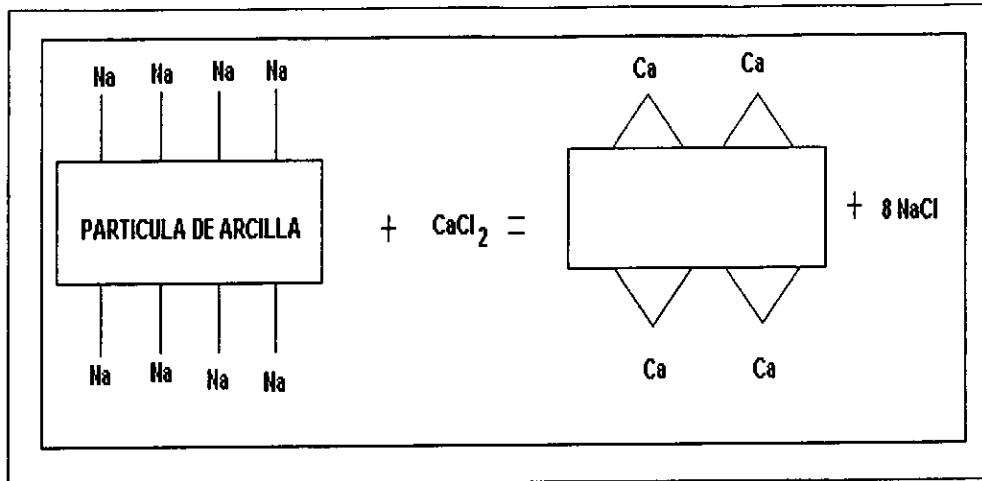 Na Na Na Na
PARTICULA DE ARCILLA + CaCl2 =
Na Na Na Na
Ca Ca
+ 8 NaCl
Ca Ca